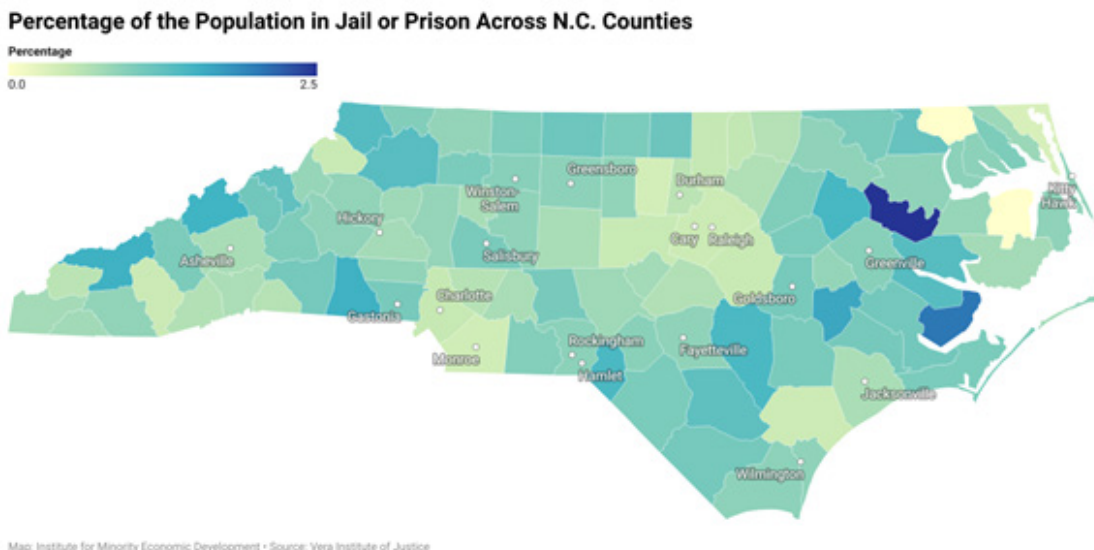 Percentage of the Population in Jail or Prison Across N.C. Counties
Percentage
0.0 2.5
Greensboro
Durham
Winston-
Salem
Kitty
Hawk
Hickory
Cary Raleigh
Salisbury
Asheville
Greenville
Charlotte
Goldsboro
Gastonia
Rockingham
Fayetteville
Monroe
Hamlet
Jacksonville
Wilmington
Map: Institute for Minority Economic Development • Source: Vera Institute of Justice